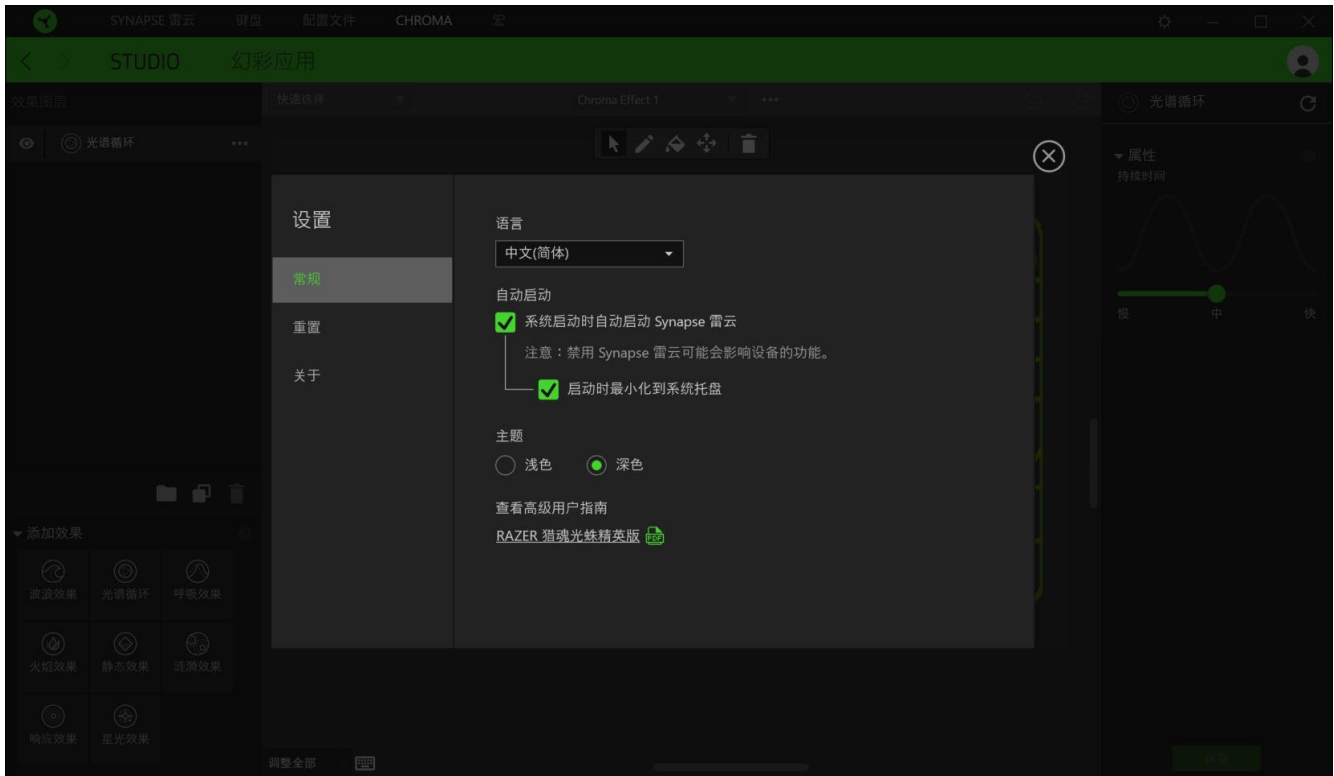 SYNAPSE 雷云 键盘 配置文件 CHROMA 宏
STUDIO 幻彩应用
效果图层
快速选择 Chroma Effect 1
光谱循环
光谱循环
属性
持续时间
慢 中 快
设置
常规
重置
关于
语言
中文(简体)
自动启动
系统启动时自动启动 Synapse 雷云
注意：禁用 Synapse 雷云可能会影响设备的功能。
启动时最小化到系统托盘
主题
浅色 深色
查看高级用户指南
RAZER 猎魂光蛛精英版 PDF
添加效果
波浪效果 光谱循环 呼吸效果
火焰效果 静态效果 涟漪效果
响应效果 星光效果
调整全部
保存